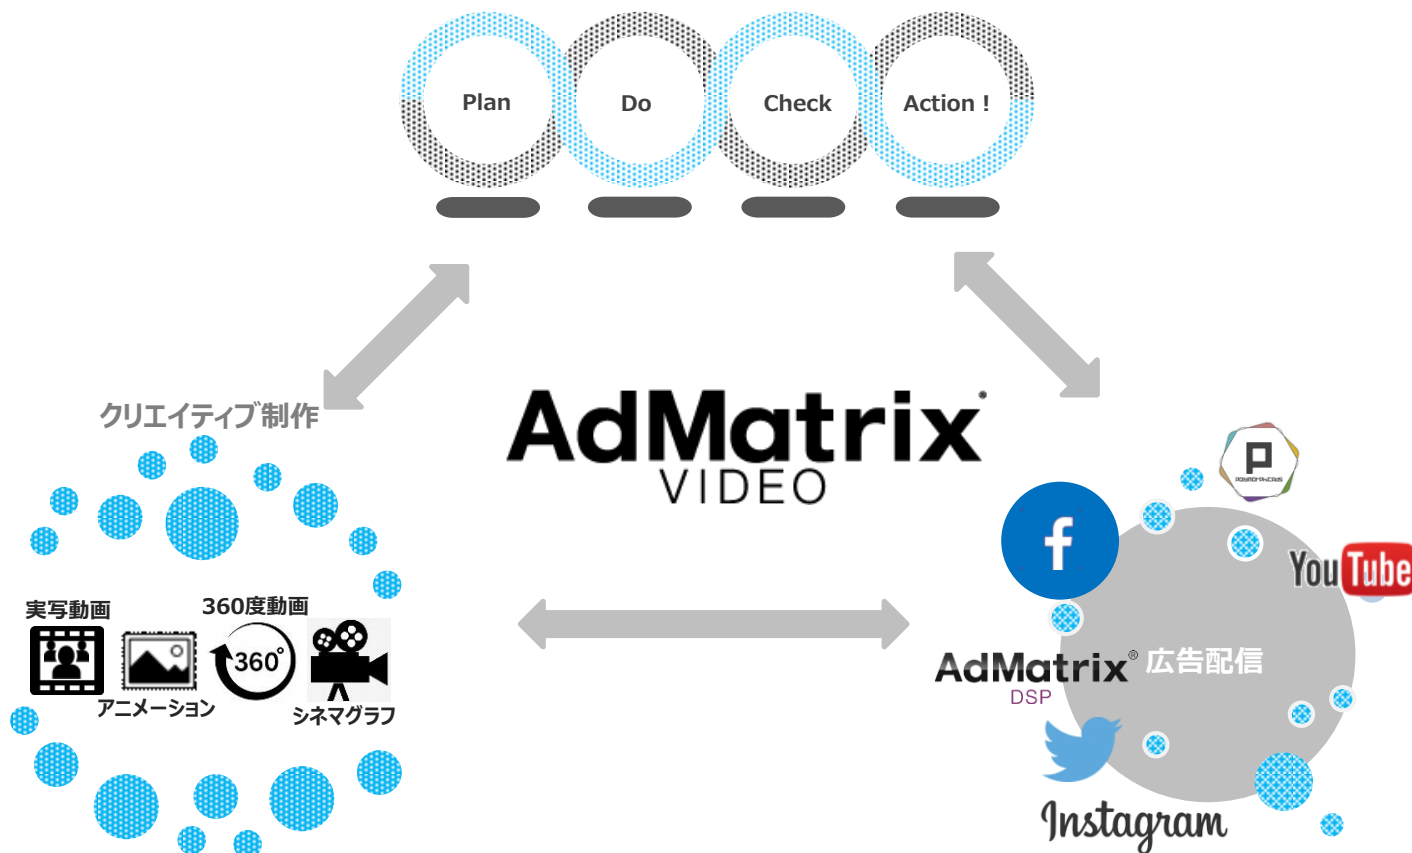 Plan
Do
Check
Action !
クリエイティブ制作
AdMatrix®
VIDEO
実写動画
360度動画
360°
アニメーション
シネマグラフ
P
POLYMORPHICADS
f
YouTube
AdMatrix®
DSP
広告配信
Instagram